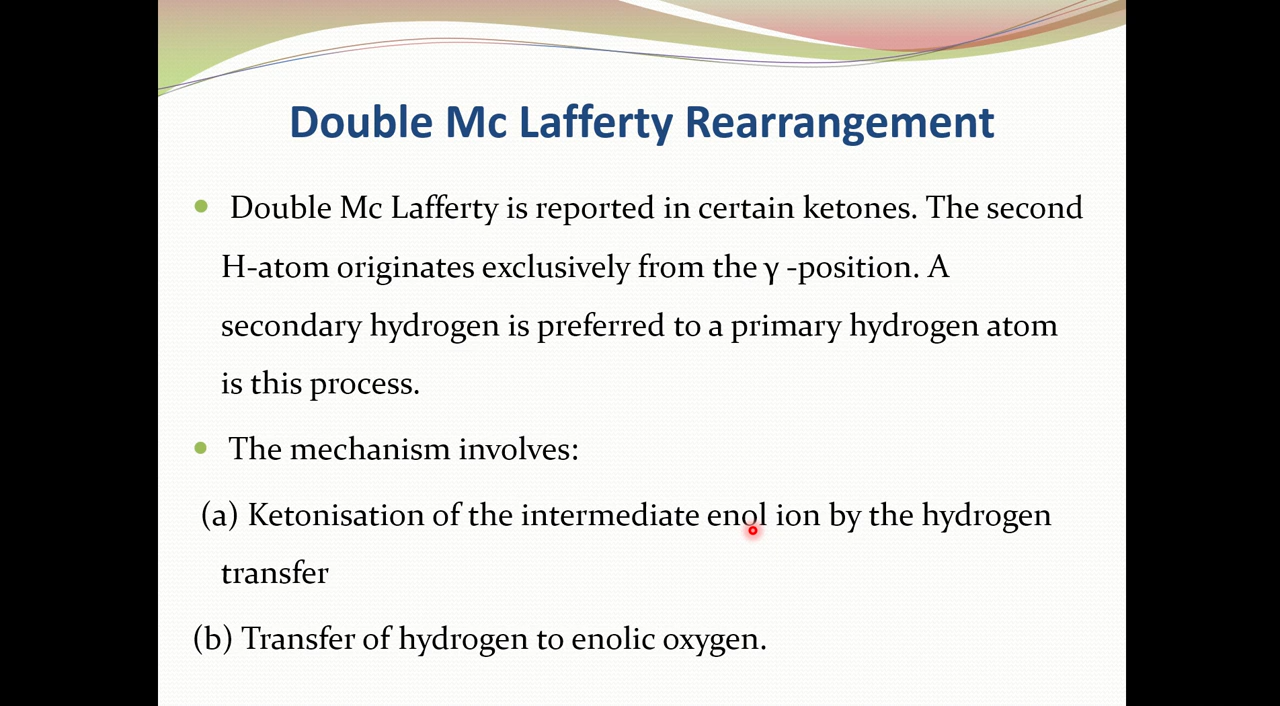 Double Mc Lafferty Rearrangement
Double Mc Lafferty is reported in certain ketones. The second
H-atom originates exclusively from the γ -position. A
secondary hydrogen is preferred to a primary hydrogen atom
is this process.
The mechanism involves:
(a) Ketonisation of the intermediate enol ion by the hydrogen
transfer
(b) Transfer of hydrogen to enolic oxygen.